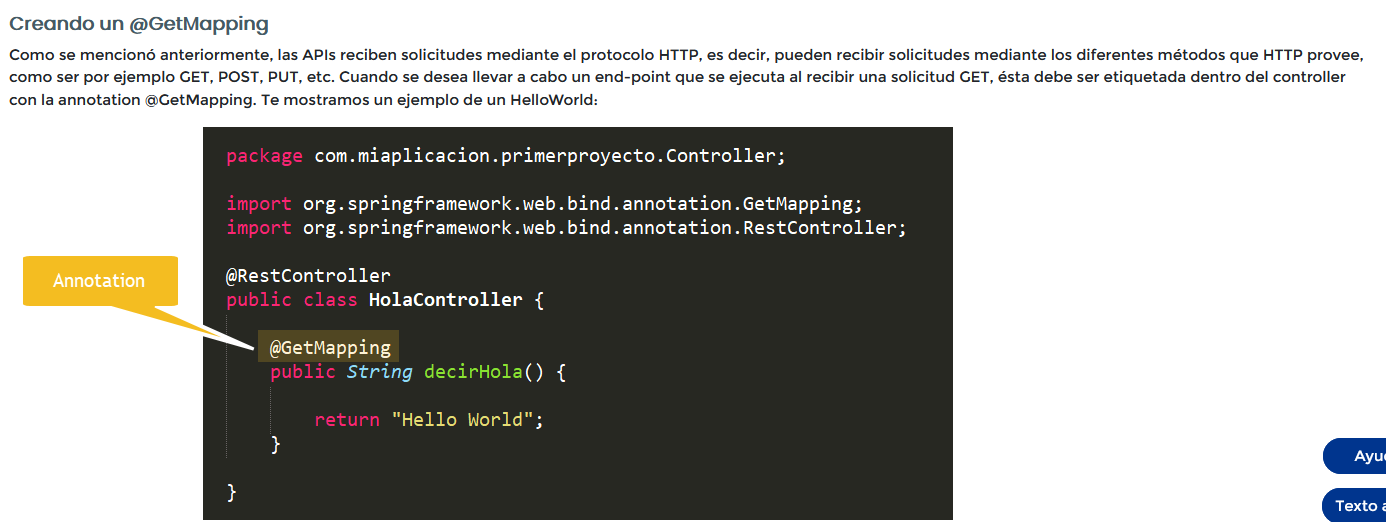 Creando un @GetMapping
Como se mencionó anteriormente, las APIs reciben solicitudes mediante el protocolo HTTP, es decir, pueden recibir solicitudes mediante los diferentes métodos que HTTP provee,
como ser por ejemplo GET, POST, PUT, etc. Cuando se desea llevar a cabo un end-point que se ejecuta al recibir una solicitud GET, ésta debe ser etiquetada dentro del controller
con la annotation @GetMapping. Te mostramos un ejemplo de un HelloWorld:
package com.miaplicacion.primerproyecto.Controller;
import org.springframework.web.bind.annotation.GetMapping;
import org.springframework.web.bind.annotation.RestController;
@RestController
public class HolaController {
Annotation
@GetMapping
public String decirHola() {
return "Hello World";
}
}
Texto